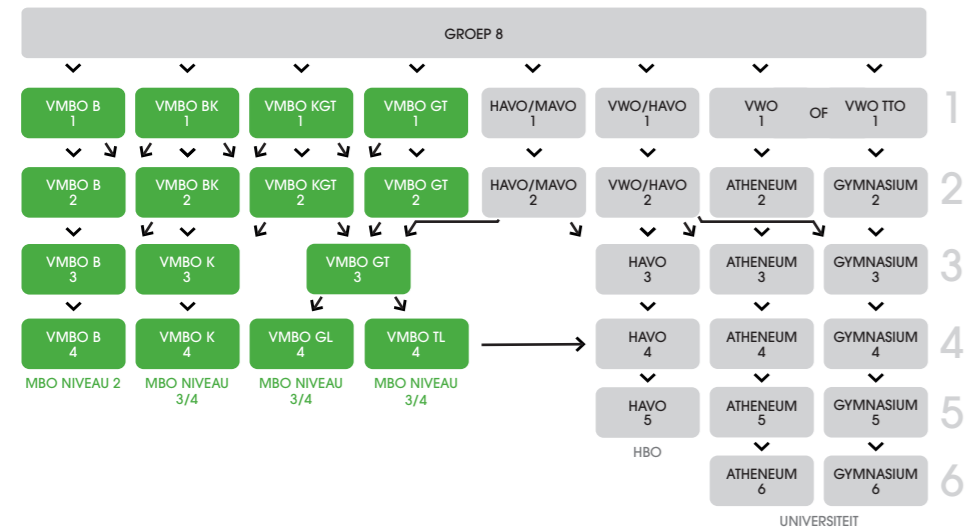 GROEP 8
VMBO B
1
VMBO BK
1
VMBO KGT
1
VMBO GT
1
HAVO/MAVO
1
VWO/HAVO
1
VWO
1
OF
VWO TTO
1
1
VMBO B
2
VMBO BK
2
VMBO KGT
2
VMBO GT
2
HAVO/MAVO
2
VWO/HAVO
2
ATHENEUM
2
GYMNASIUM
2
2
VMBO B
3
VMBO K
3
VMBO GT
3
HAVO
3
ATHENEUM
3
GYMNASIUM
3
3
VMBO B
4
VMBO K
4
VMBO GL
4
VMBO TL
4
HAVO
4
ATHENEUM
4
GYMNASIUM
4
4
MBO NIVEAU 2
MBO NIVEAU
3/4
MBO NIVEAU
3/4
MBO NIVEAU
3/4
HAVO
5
ATHENEUM
5
GYMNASIUM
5
5
HBO
ATHENEUM
6
GYMNASIUM
6
6
UNIVERSITEIT